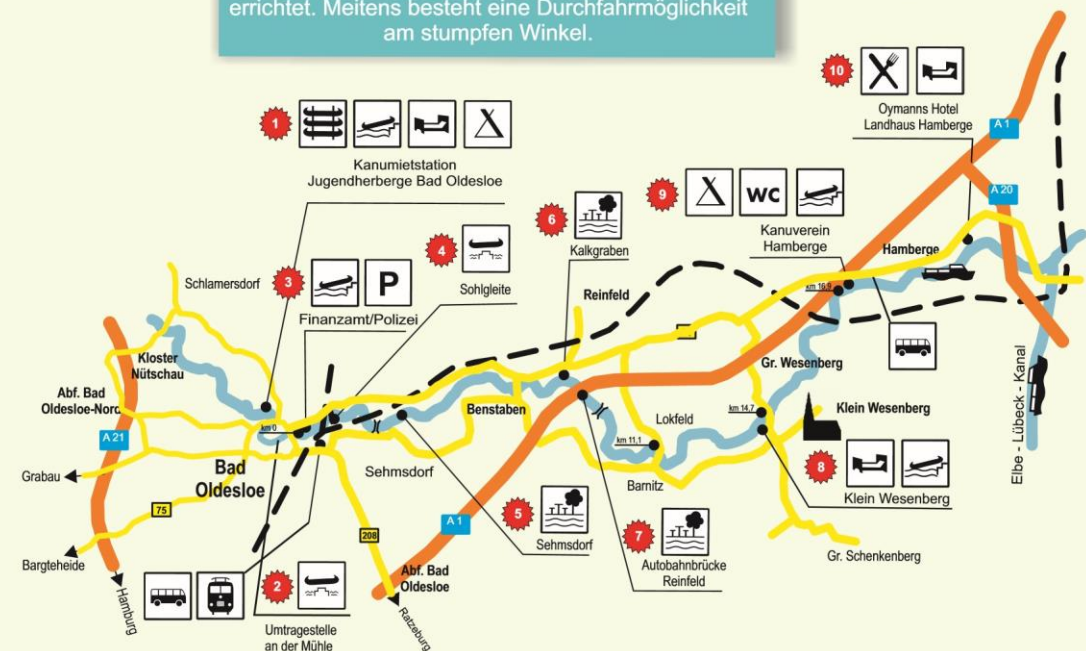 errichtet. Meitens besteht eine Durchfahrmöglichkeit
am stumpfen Winkel.
10
Oymanns Hotel
Landhaus Hamberge
A 1
1
Kanumietstation
Jugendherberge Bad Oldesloe
A 20
9
WC
Kanuverein
Hamberge
6
Kalkgraben
4
Sohlgleite
3
P
Finanzamt/Polizei
Hamberge
Schlamersdorf
Reinfeld
km 16,9
Kloster
Nütschau
Gr. Wesenberg
Abf. Bad
Oldesloe-Nord
Benstaben
km 14,7
Klein Wesenberg
Lokfeld
km 0
A 21
km 11,1
Elbe - Lübeck - Kanal
Grabau
Bad
Oldesloe
Sehmsdorf
Barnitz
8
Klein Wesenberg
75
5
Sehmsdorf
7
Autobahnbrücke
Reinfeld
A 1
208
Gr. Schenkenberg
Bargteheide
Hamburg
2
Umtragestelle
an der Mühle
Abf. Bad
Oldesloe
Ratzeburg